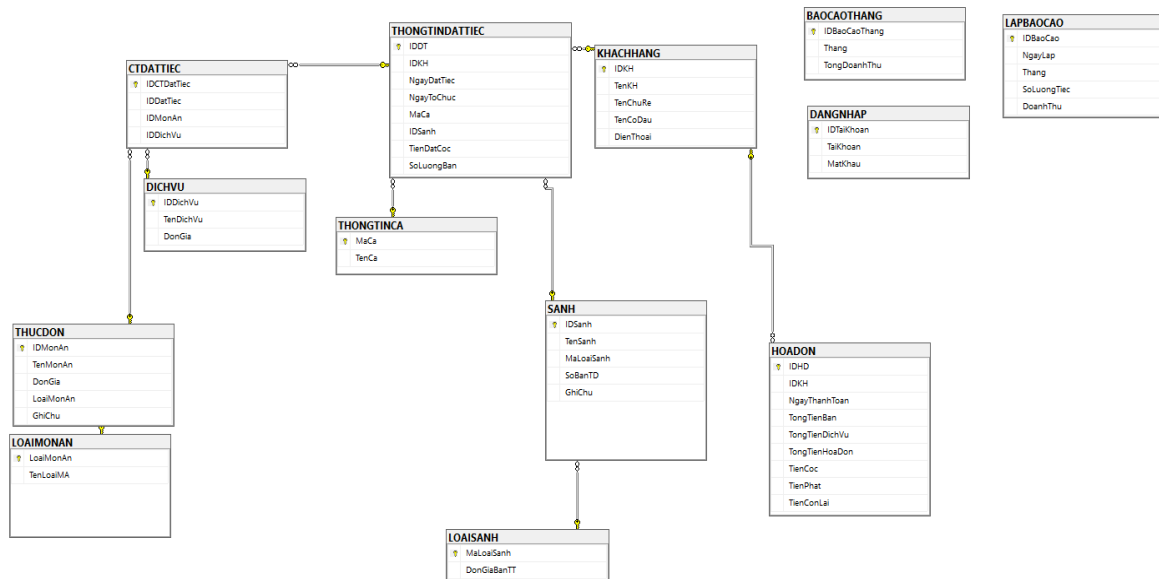 THONGTINDATTIEC
IDDT
IDKH
NgayDatTiec
NgayToChuc
MaCa
IDSanh
TienDatCoc
SoLuongBan
BAOCAOTHANG
IDBaoCaoThang
Thang
TongDoanhThu
LAPBAOCAO
IDBaoCao
NgayLap
Thang
SoLuongTiec
DoanhThu
CTDATTIEC
IDCTDatTiec
IDDatTiec
IDMonAn
IDDichVu
KHACHHANG
IDKH
TenKH
TenChuRe
TenCoDau
DienThoai
DANGNHAP
IDTaiKhoan
TaiKhoan
MatKhau
DICHVU
IDDichVu
TenDichVu
DonGia
THONGTINCA
MaCa
TenCa
THUCDON
IDMonAn
TenMonAn
DonGia
LoaiMonAn
GhiChu
SANH
IDSanh
TenSanh
MaLoaiSanh
SoBanTD
GhiChu
HOADON
IDHD
IDKH
NgayThanhToan
TongTienBan
TongTienDichVu
TongTienHoaDon
TienCoc
TienPhat
TienConLai
LOAIMONAN
LoaiMonAn
TenLoaiMA
LOAISANH
MaLoaiSanh
DonGiaBanTT